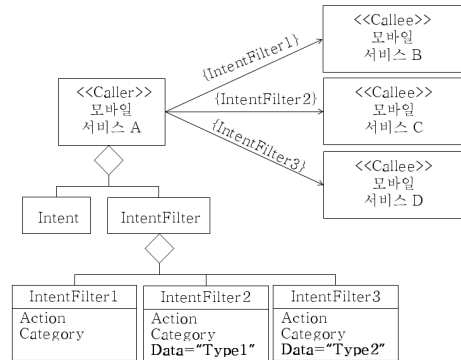 <<Callee>>
모바일
서비스 B
{IntentFilter1}
<<Caller>>
모바일
서비스 A
{IntentFilter2}
<<Callee>>
모바일
서비스 C
{IntentFilter3}
<<Callee>>
모바일
서비스 D
Intent
IntentFilter
IntentFilter1
Action
Category
IntentFilter2
Action
Category
Data="Type1"
IntentFilter3
Action
Category
Data="Type2"